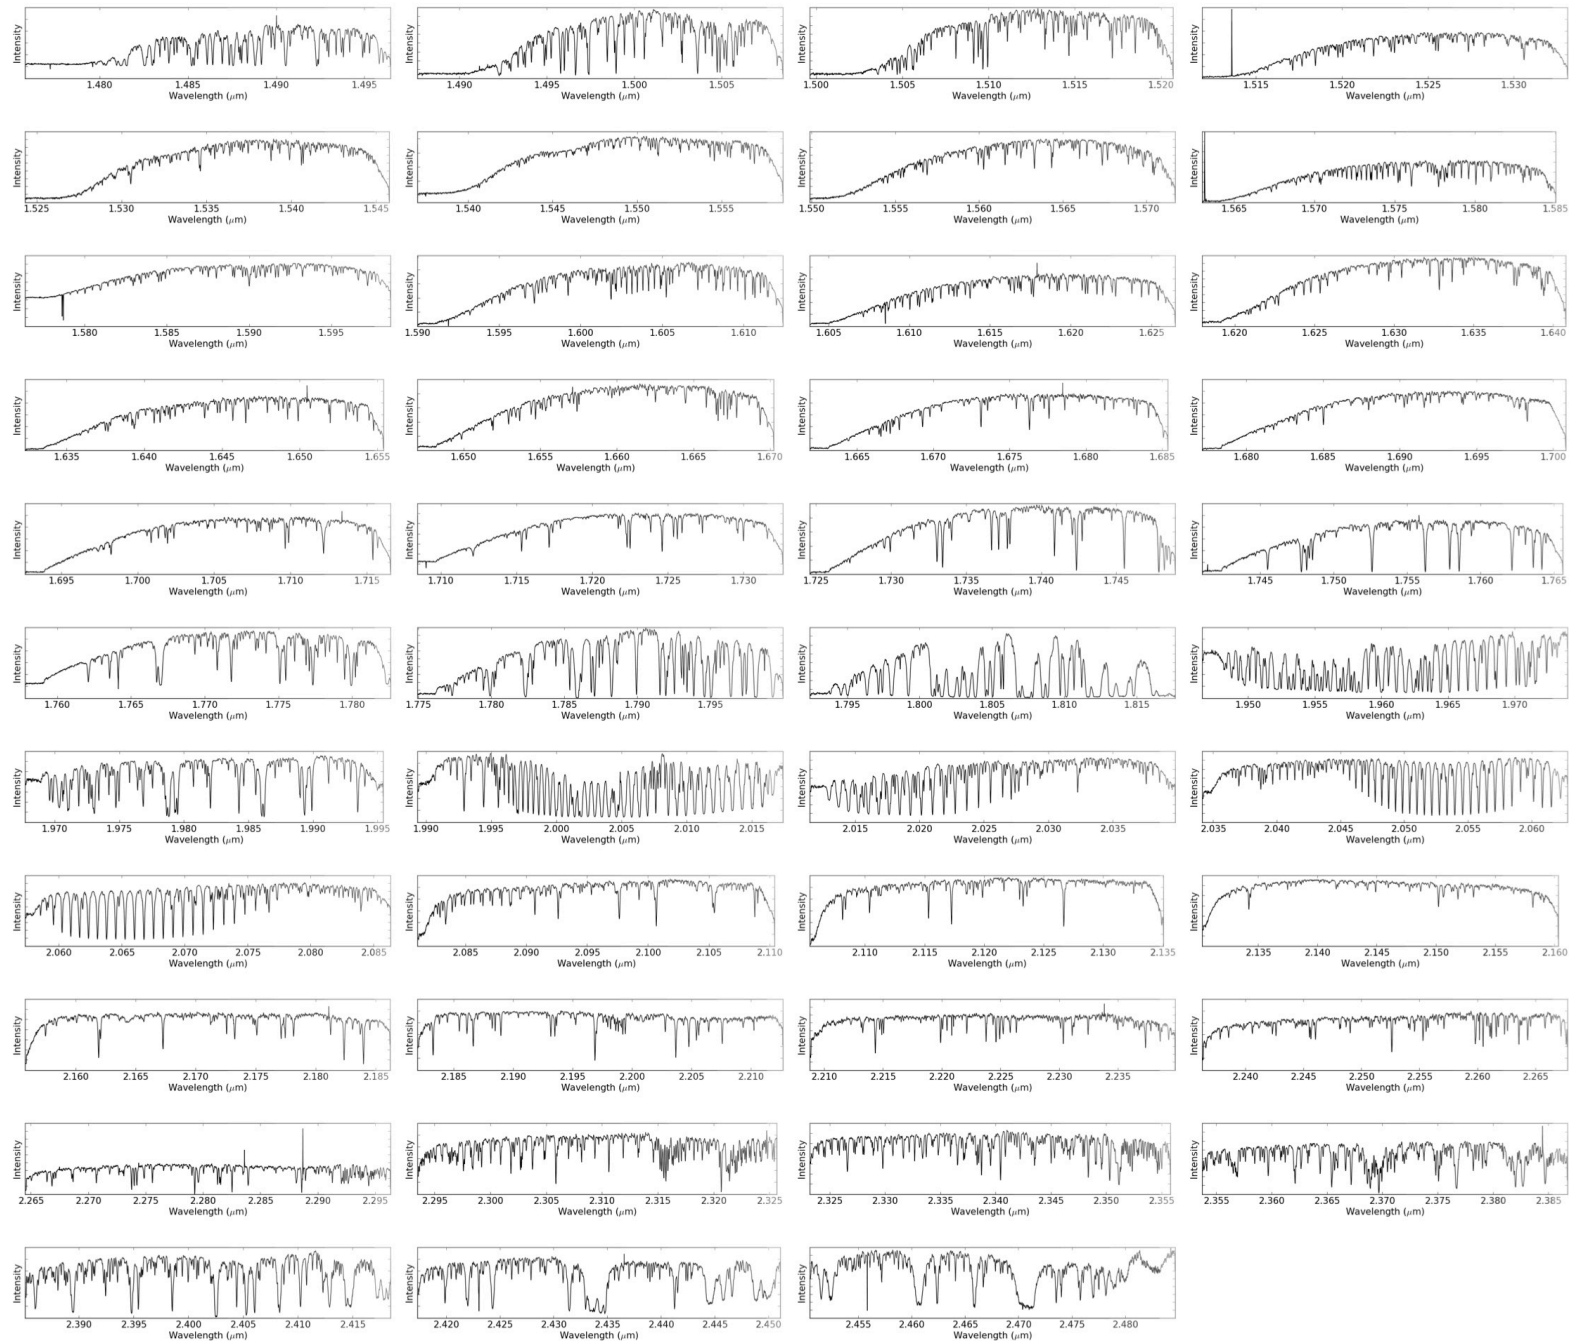 Intensity
1.480 1.485 1.490 1.495
Wavelength (μm)
Intensity
1.490 1.495 1.500 1.505
Wavelength (μm)
Intensity
1.500 1.505 1.510 1.515 1.520
Wavelength (μm)
Intensity
1.515 1.520 1.525 1.530
Wavelength (μm)
Intensity
1.525 1.530 1.535 1.540 1.545
Wavelength (μm)
Intensity
1.540 1.545 1.550 1.555
Wavelength (μm)
Intensity
1.550 1.555 1.560 1.565 1.570
Wavelength (μm)
Intensity
1.565 1.570 1.575 1.580 1.585
Wavelength (μm)
Intensity
1.580 1.585 1.590 1.595
Wavelength (μm)
Intensity
1.590 1.595 1.600 1.605 1.610
Wavelength (μm)
Intensity
1.605 1.610 1.615 1.620 1.625
Wavelength (μm)
Intensity
1.620 1.625 1.630 1.635 1.640
Wavelength (μm)
Intensity
1.635 1.640 1.645 1.650 1.655
Wavelength (μm)
Intensity
1.650 1.655 1.660 1.665 1.670
Wavelength (μm)
Intensity
1.665 1.670 1.675 1.680 1.685
Wavelength (μm)
Intensity
1.680 1.685 1.690 1.695 1.700
Wavelength (μm)
Intensity
1.695 1.700 1.705 1.710 1.715
Wavelength (μm)
Intensity
1.710 1.715 1.720 1.725 1.730
Wavelength (μm)
Intensity
1.725 1.730 1.735 1.740 1.745
Wavelength (μm)
Intensity
1.745 1.750 1.755 1.760 1.765
Wavelength (μm)
Intensity
1.760 1.765 1.770 1.775 1.780
Wavelength (μm)
Intensity
1.775 1.780 1.785 1.790 1.795
Wavelength (μm)
Intensity
1.795 1.800 1.805 1.810 1.815
Wavelength (μm)
Intensity
1.950 1.955 1.960 1.965 1.970
Wavelength (μm)
Intensity
1.970 1.975 1.980 1.985 1.990 1.995
Wavelength (μm)
Intensity
1.990 1.995 2.000 2.005 2.010 2.015
Wavelength (μm)
Intensity
2.015 2.020 2.025 2.030 2.035
Wavelength (μm)
Intensity
2.035 2.040 2.045 2.050 2.055 2.060
Wavelength (μm)
Intensity
2.060 2.065 2.070 2.075 2.080 2.085
Wavelength (μm)
Intensity
2.085 2.090 2.095 2.100 2.105 2.110
Wavelength (μm)
Intensity
2.110 2.115 2.120 2.125 2.130 2.135
Wavelength (μm)
Intensity
2.135 2.140 2.145 2.150 2.155 2.160
Wavelength (μm)
Intensity
2.160 2.165 2.170 2.175 2.180 2.185
Wavelength (μm)
Intensity
2.185 2.190 2.195 2.200 2.205 2.210
Wavelength (μm)
Intensity
2.210 2.215 2.220 2.225 2.230 2.235
Wavelength (μm)
Intensity
2.240 2.245 2.250 2.255 2.260 2.265
Wavelength (μm)
Intensity
2.265 2.270 2.275 2.280 2.285 2.290 2.295
Wavelength (μm)
Intensity
2.295 2.300 2.305 2.310 2.315 2.320 2.325
Wavelength (μm)
Intensity
2.325 2.330 2.335 2.340 2.345 2.350 2.355
Wavelength (μm)
Intensity
2.355 2.360 2.365 2.370 2.375 2.380 2.385
Wavelength (μm)
Intensity
2.390 2.395 2.400 2.405 2.410 2.415
Wavelength (μm)
Intensity
2.420 2.425 2.430 2.435 2.440 2.445 2.450
Wavelength (μm)
Intensity
2.455 2.460 2.465 2.470 2.475 2.480
Wavelength (μm)